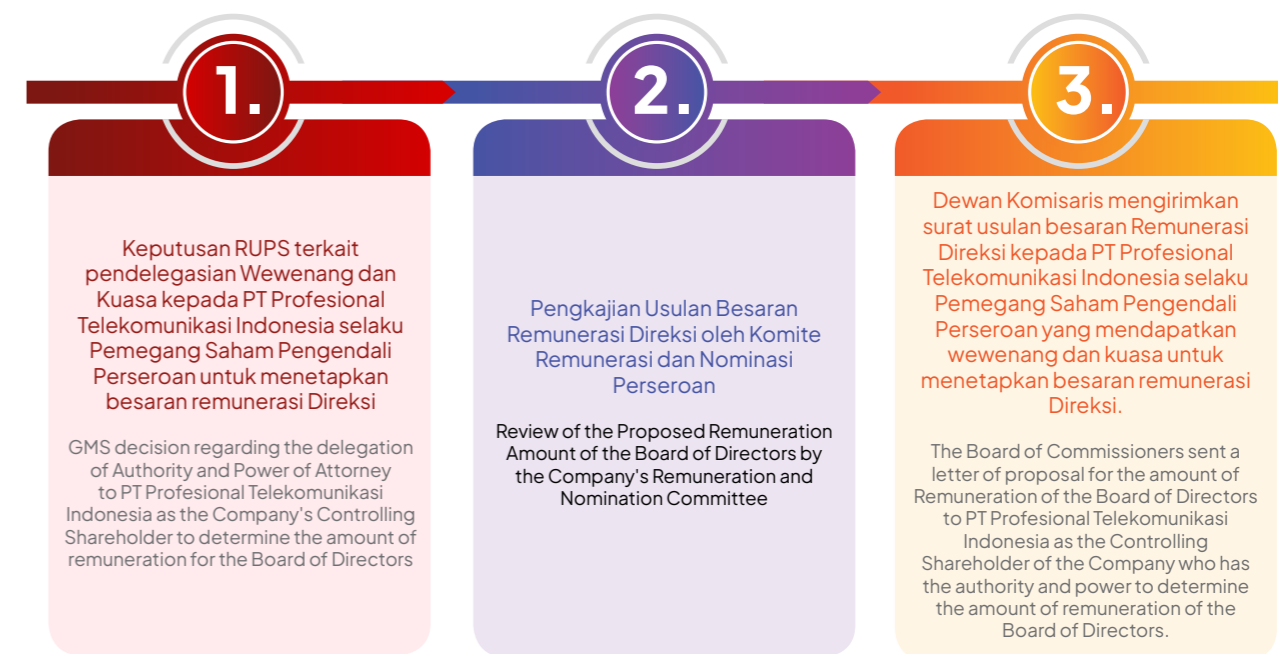 1.
Keputusan RUPS terkait
pendelegasian Wewenang dan
Kuasa kepada PT Profesional
Telekomunikasi Indonesia selaku
Pemegang Saham Pengendali
Perseroan untuk menetapkan
besaran remunerasi Direksi
GMS decision regarding the delegation
of Authority and Power of Attorney
to PT Profesional Telekomunikasi
Indonesia as the Company's Controlling
Shareholder to determine the amount of
remuneration for the Board of Directors
2.
Pengkajian Usulan Besaran
Remunerasi Direksi oleh Komite
Remunerasi dan Nominasi
Perseroan
Review of the Proposed Remuneration
Amount of the Board of Directors by
the Company's Remuneration and
Nomination Committee
3.
Dewan Komisaris mengirimkan
surat usulan besaran Remunerasi
Direksi kepada PT Profesional
Telekomunikasi Indonesia selaku
Pemegang Saham Pengendali
Perseroan yang mendapatkan
wewenang dan kuasa untuk
menetapkan besaran remunerasi
Direksi.
The Board of Commissioners sent a
letter of proposal for the amount of
Remuneration of the Board of Directors
to PT Profesional Telekomunikasi
Indonesia as the Controlling
Shareholder of the Company who has
the authority and power to determine
the amount of remuneration of the
Board of Directors.